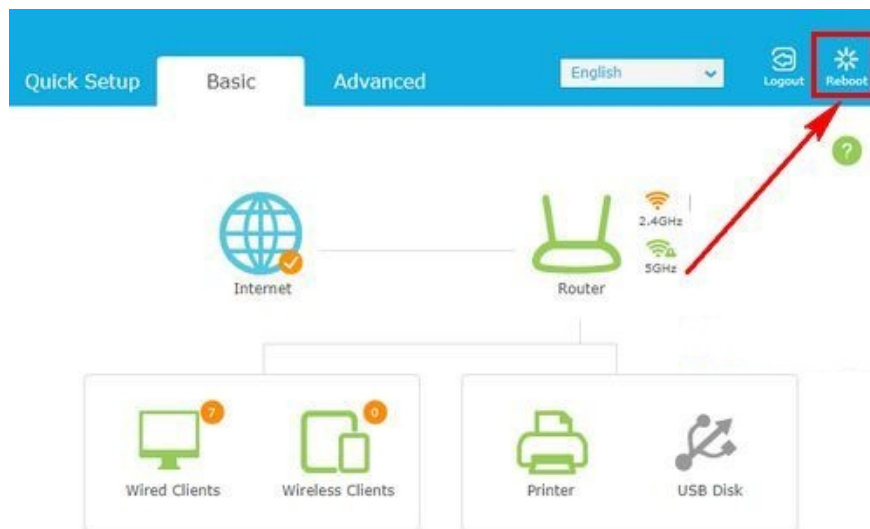 Quick Setup
Basic
Advanced
English
Logout
Reboot
?
2.4GHz
5GHz
Internet
Router
7
0
Wired Clients
Wireless Clients
Printer
USB Disk